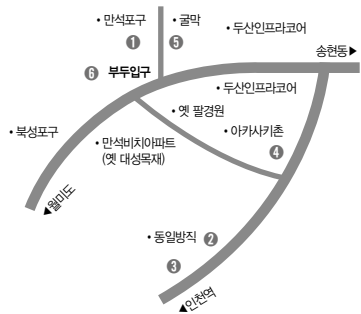 • 만석포구
• 굴막
• 두산인프라코어
송현동▶
❶
❺
❻ 부두입구
• 두산인프라코어
• 옛 팔경원
• 아카사키촌
• 북성포구
• 만석비치아파트
(옛 대성목재)
❹
◀월미도
• 동일방직 ❷
❸
◀인천역